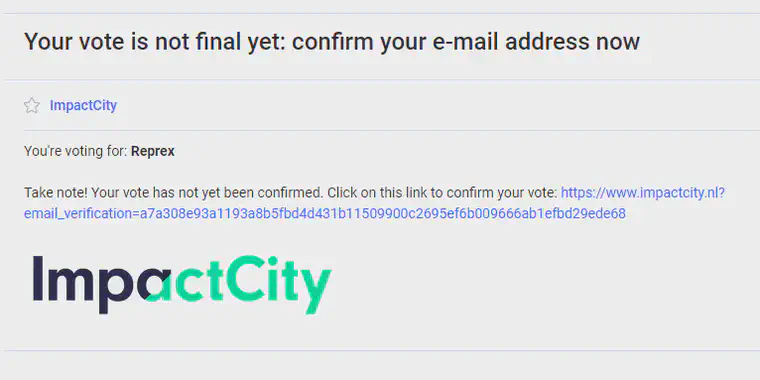 Your vote is not final yet: confirm your e-mail address now
ImpactCity
You're voting for: Reprex
Take note! Your vote has not yet been confirmed. Click on this link to confirm your vote: https://www.impactcity.nl?
email_verification=a7a308e93a1193a8b5fbd4d431b11509900c2695ef6b009666ab1efbd29ede68
ImpactCity